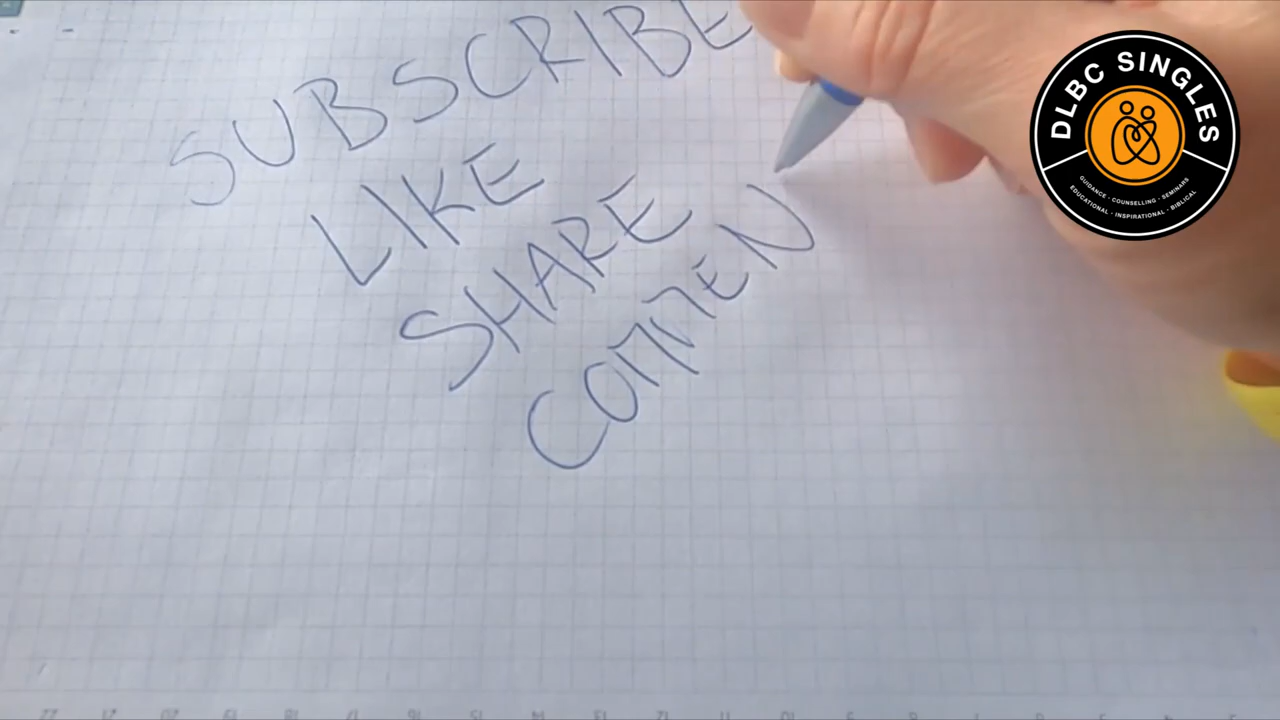 SUBSCRIBE
LIKE
SHARE
COMMEN
DLBC SINGLES
GUIDANCE · COUNSELLING · SEMINARS
EDUCATIONAL · INSPIRATIONAL · BIBLICAL